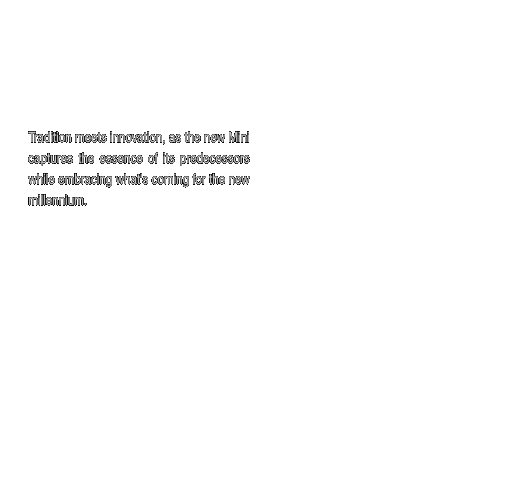 Tradition meets innovation, as the new Mini
captures the essence of its predecessors
while embracing what's coming for the new
millennium.